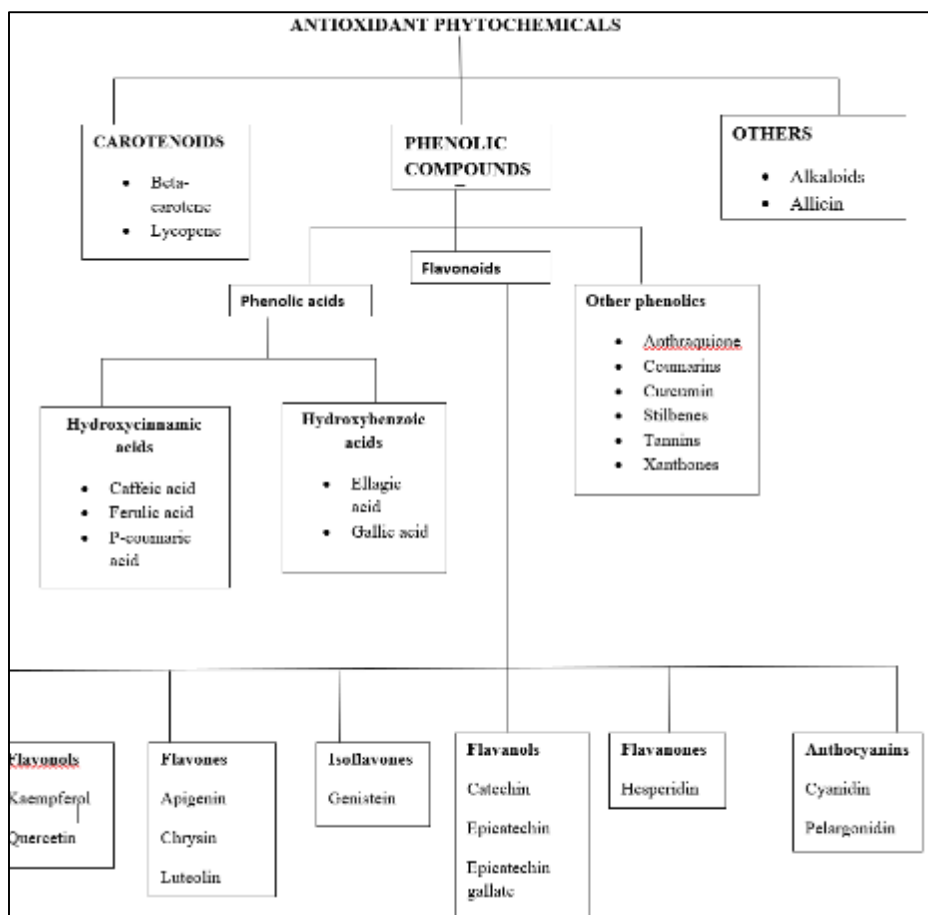 ANTIOXIDANT PHYTOCHEMICALS
CAROTENOIDS
• Beta-
carotene
• Lycopene
PHENOLIC
COMPOUNDS
OTHERS
• Alkaloids
• Allicin
Flavonoids
Phenolic acids
Other phenolics
• Anthraquione
• Coumarins
• Curcumin
• Stilbenes
• Tannins
• Xanthones
Hydroxycinnamic
acids
• Caffeic acid
• Ferulic acid
• P-coumaric
acid
Hydroxybenzoic
acids
• Ellagic
acid
• Gallic acid
Flavonols
Kaempferol
Quercetin
Flavones
Apigenin
Chrysin
Luteolin
Isoflavones
Genistein
Flavanols
Catechin
Epicatechin
Epicatechin
gallate
Flavanones
Hesperidin
Anthocyanins
Cyanidin
Pelargonidin